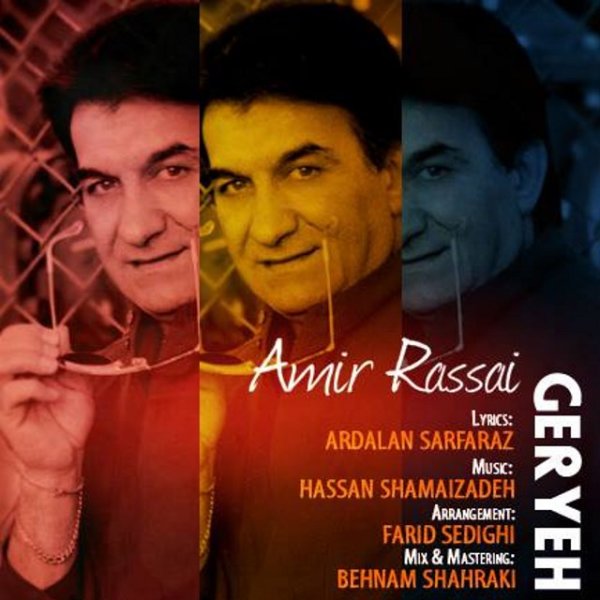 Amir Rassai
Lyrics:
ARDALAN SARFARAZ
Music:
HASSAN SHAMAIZADEH
Arrangement:
FARID SEDIGHI
Mix & Mastering:
BEHNAM SHAHRAKI
GERYEH